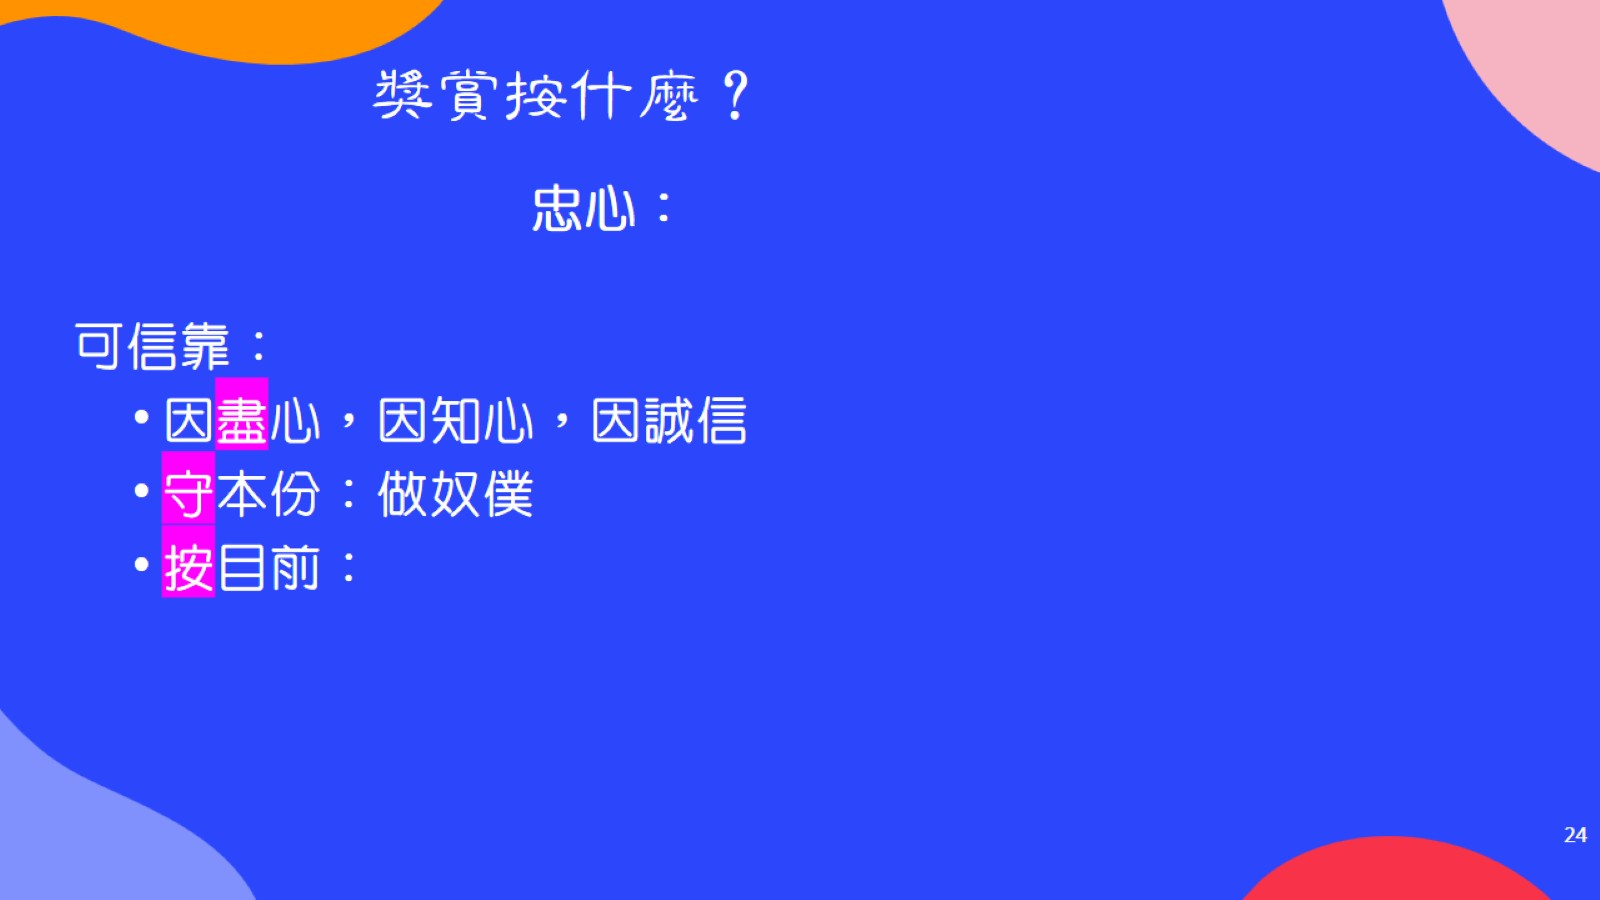 獎賞按什麼？
忠心：
可信靠：
• 因盡心，因知心，因誠信
• 守本份：做奴僕
• 按目前：
24